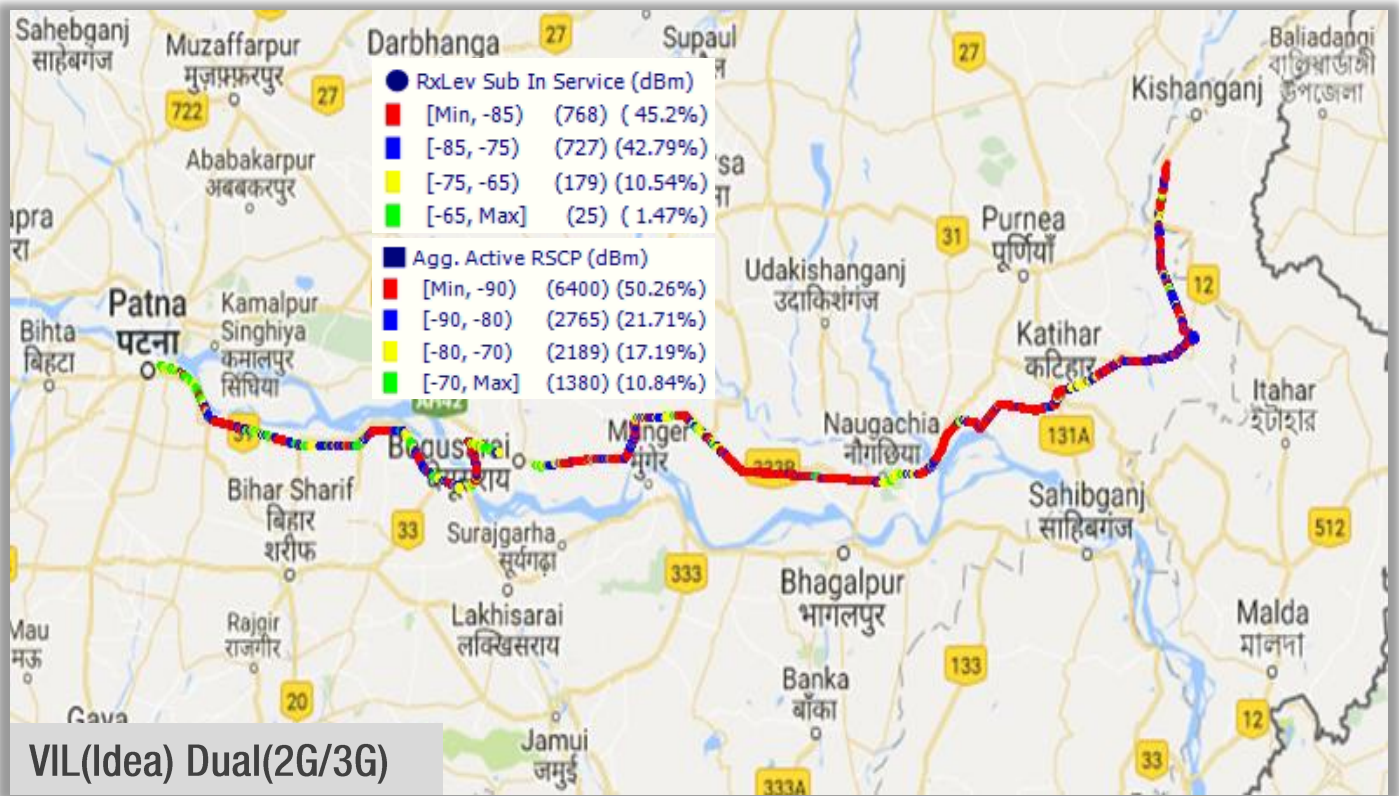 Sahebganj
साहेबगंज
Muzaffarpur
मुज़फ़्फ़रपुर
Darbhanga
27
Supaul
27
Baliadangi
Kishanganj
722
27
RxLev Sub In Service (dBm)
[Min, -85) (768) ( 45.2%)
[-85, -75) (727) (42.79%)
[-75, -65) (179) (10.54%)
[-65, Max] (25) ( 1.47%)
Ababakarpur
अबबकरपुर
31
Purnea
पूर्णियाँ
Agg. Active RSCP (dBm)
[Min, -90) (6400) (50.26%)
[-90, -80) (2765) (21.71%)
[-80, -70) (2189) (17.19%)
[-70, Max] (1380) (10.84%)
Udakishanganj
उदाकिशंगंज
12
Patna
पटना
Kamalpur
Singhiya
कमालपुर
सिंघिया
Bihta
बिहटा
Katihar
कटिहार
Itahar
ইটাহার
Munger
मुंगेर
Naugachia
नौगछिया
131A
Bihar Sharif
बिहार
शरीफ
33
Surajgarha
सूर्यगढ़ा
333
Sahibganj
साहिबगंज
512
Bhagalpur
भागलपुर
Lakhisarai
लक्खिसराय
Rajgir
राजगीर
Malda
মালদা
133
Banka
बाँका
20
12
Jamui
जमुई
33
333A
VIL(Idea) Dual(2G/3G)